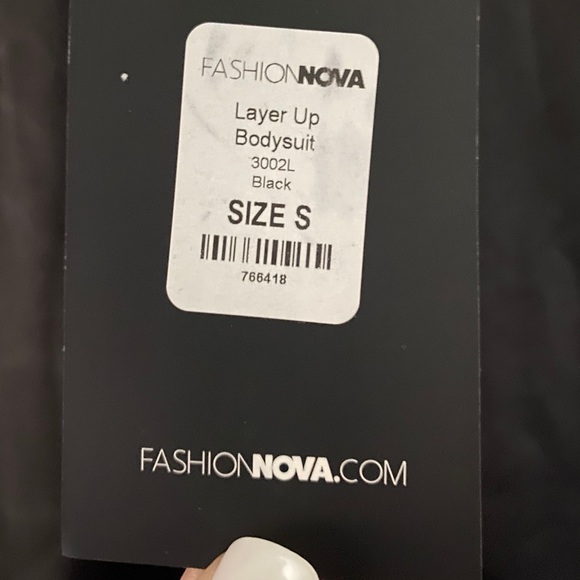 FASHIONNOVA
Layer Up
Bodysuit
3002L
Black
SIZE S
766418
FASHIONNOVA.COM